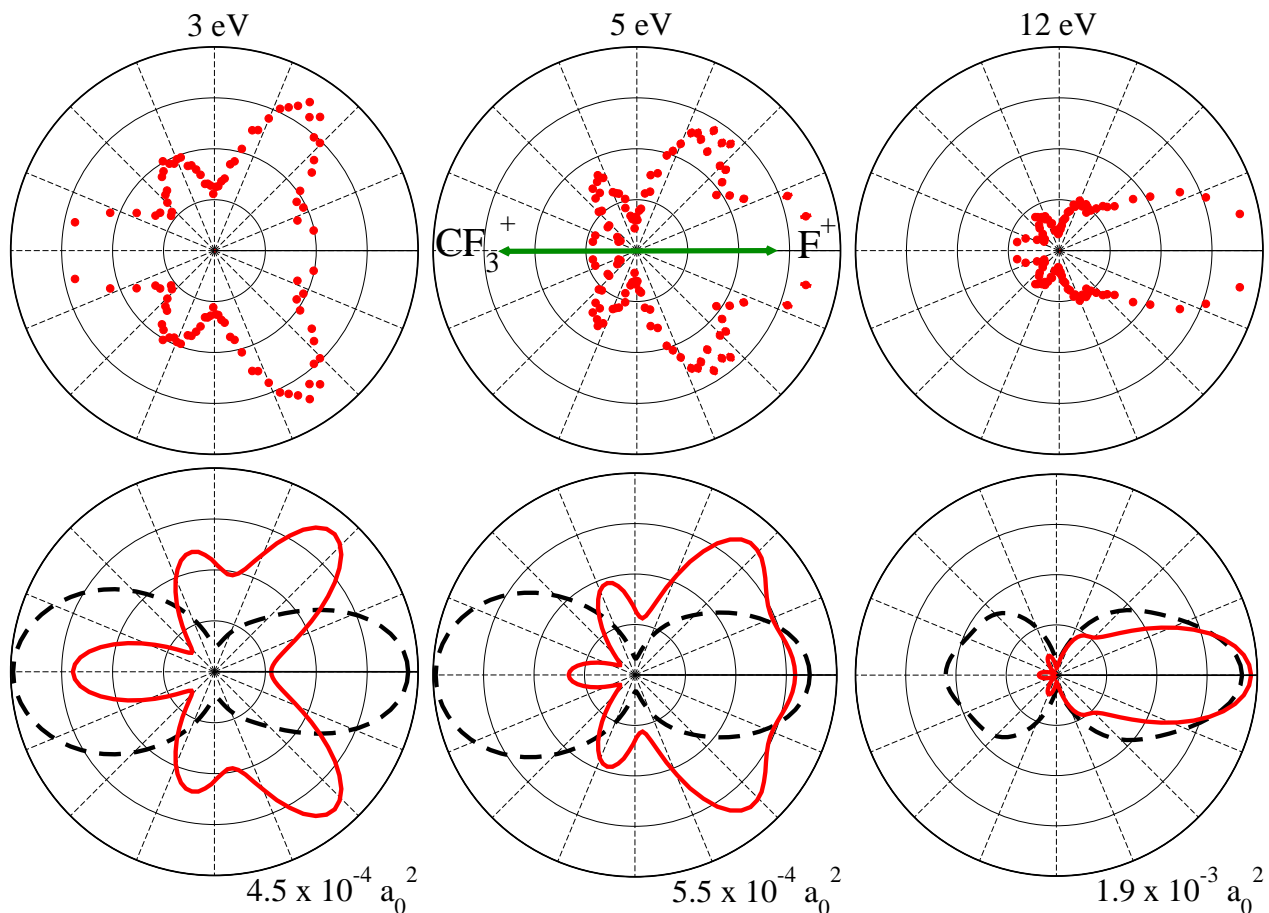 3 eV 5 eV 12 eV
CF₃⁺ F⁺
4.5 x 10⁻⁴ a₀² 5.5 x 10⁻⁴ a₀² 1.9 x 10⁻³ a₀²